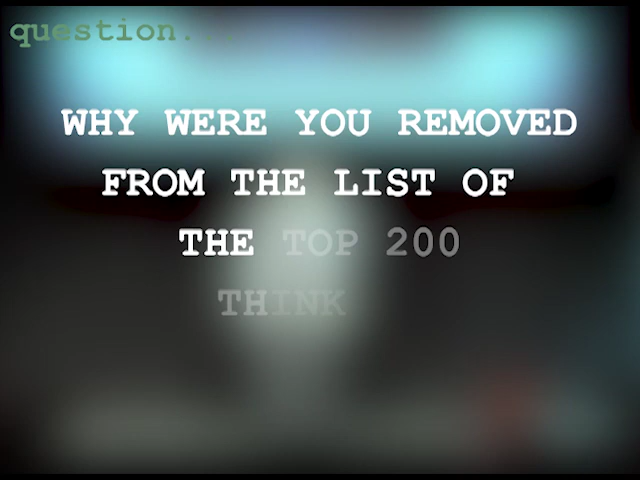 question...
WHY WERE YOU REMOVED
FROM THE LIST OF
THE TOP 200
THINK